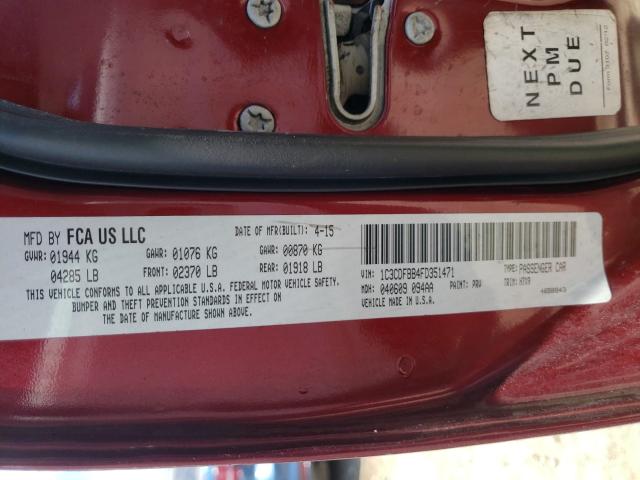 NEXT
PM
DUE
MFD BY FCA US LLC
DATE OF MFR(BUILT): 4-15
GVWR: 01944 KG GAWR: 01076 KG GAWR: 00870 KG
04285 LB FRONT: 02370 LB REAR: 01918 LB
THIS VEHICLE CONFORMS TO ALL APPLICABLE U.S.A. FEDERAL MOTOR VEHICLE SAFETY,
BUMPER AND THEFT PREVENTION STANDARDS IN EFFECT ON
THE DATE OF MANUFACTURE SHOWN ABOVE.
VIN: 1C3CDFBB4FD351471 TYPE: PASSENGER CAR
MDH: 040609 094AA PAINT: PRV TRIM:
VEHICLE MADE IN U.S.A.